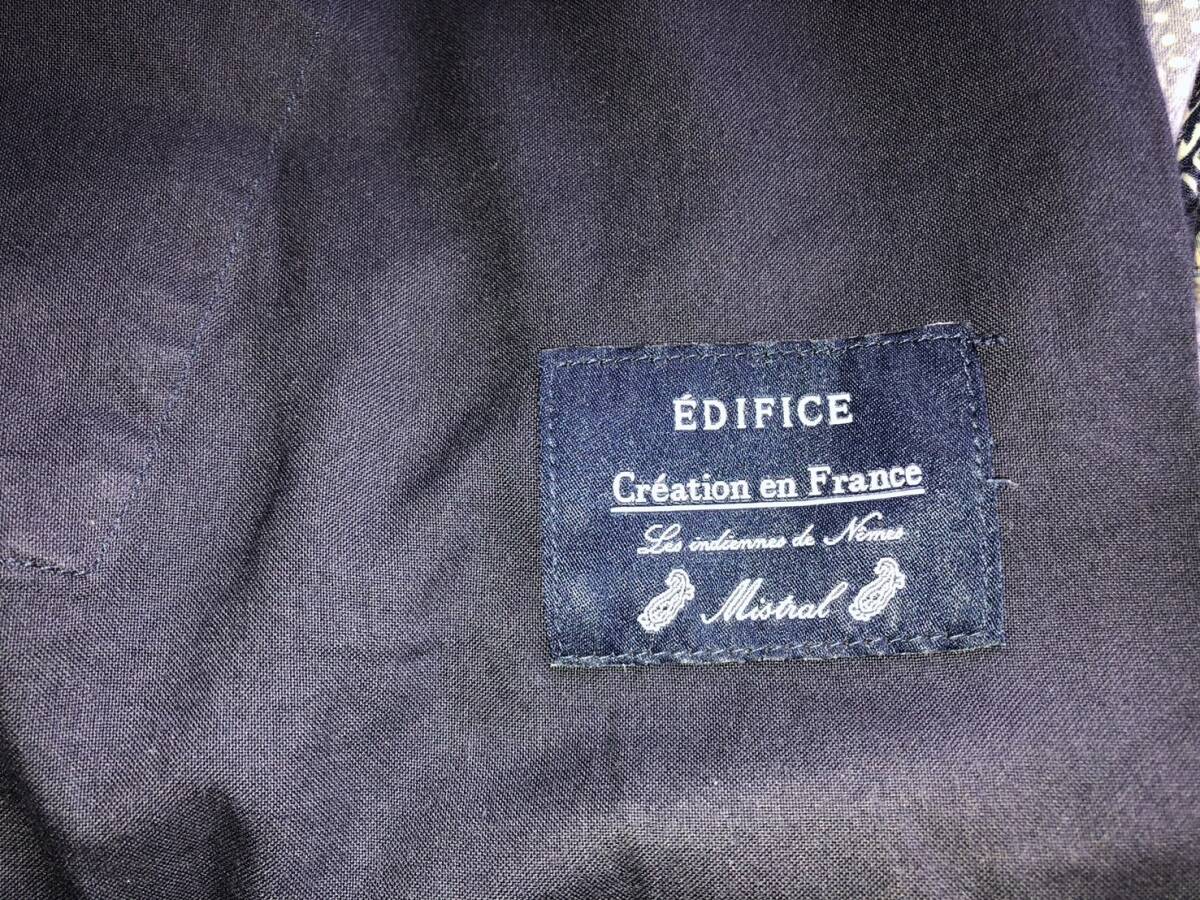 ÉDIFICE
Création en France
Les indiennes de Nîmes
Mistral